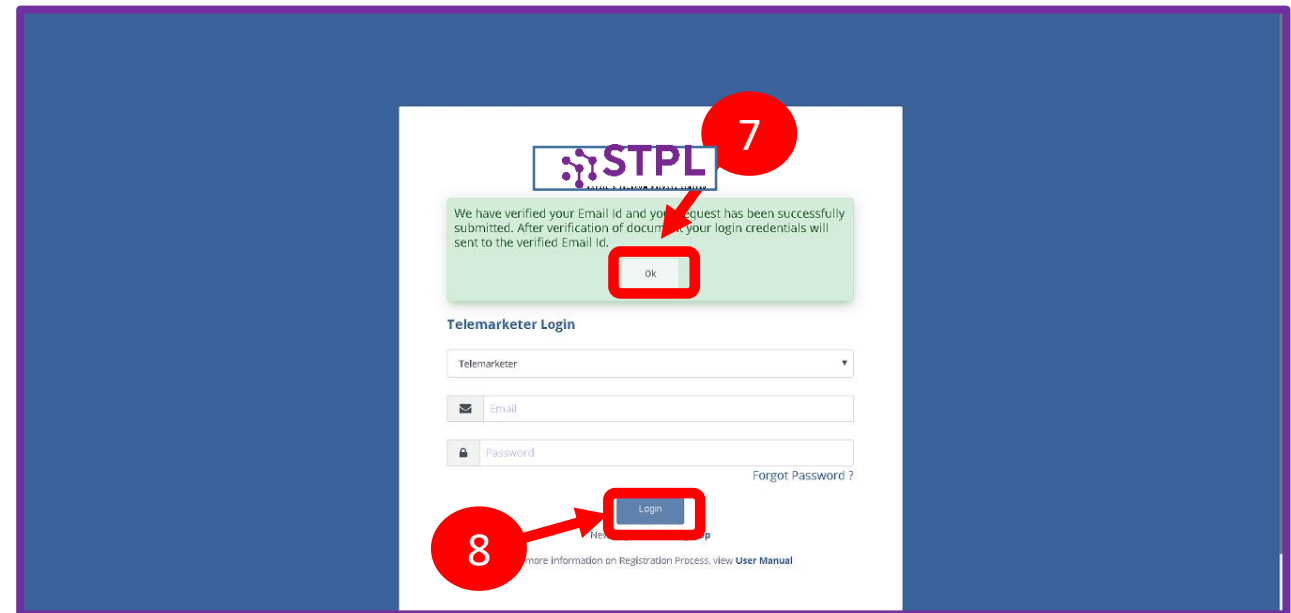 7
STPL
We have verified your Email Id and your request has been successfully
submitted. After verification of document your login credentials will
sent to the verified Email Id.
Ok
Telemarketer Login
Telemarketer
Email
Password
Forgot Password ?
Login
8
more information on Registration Process, view User Manual